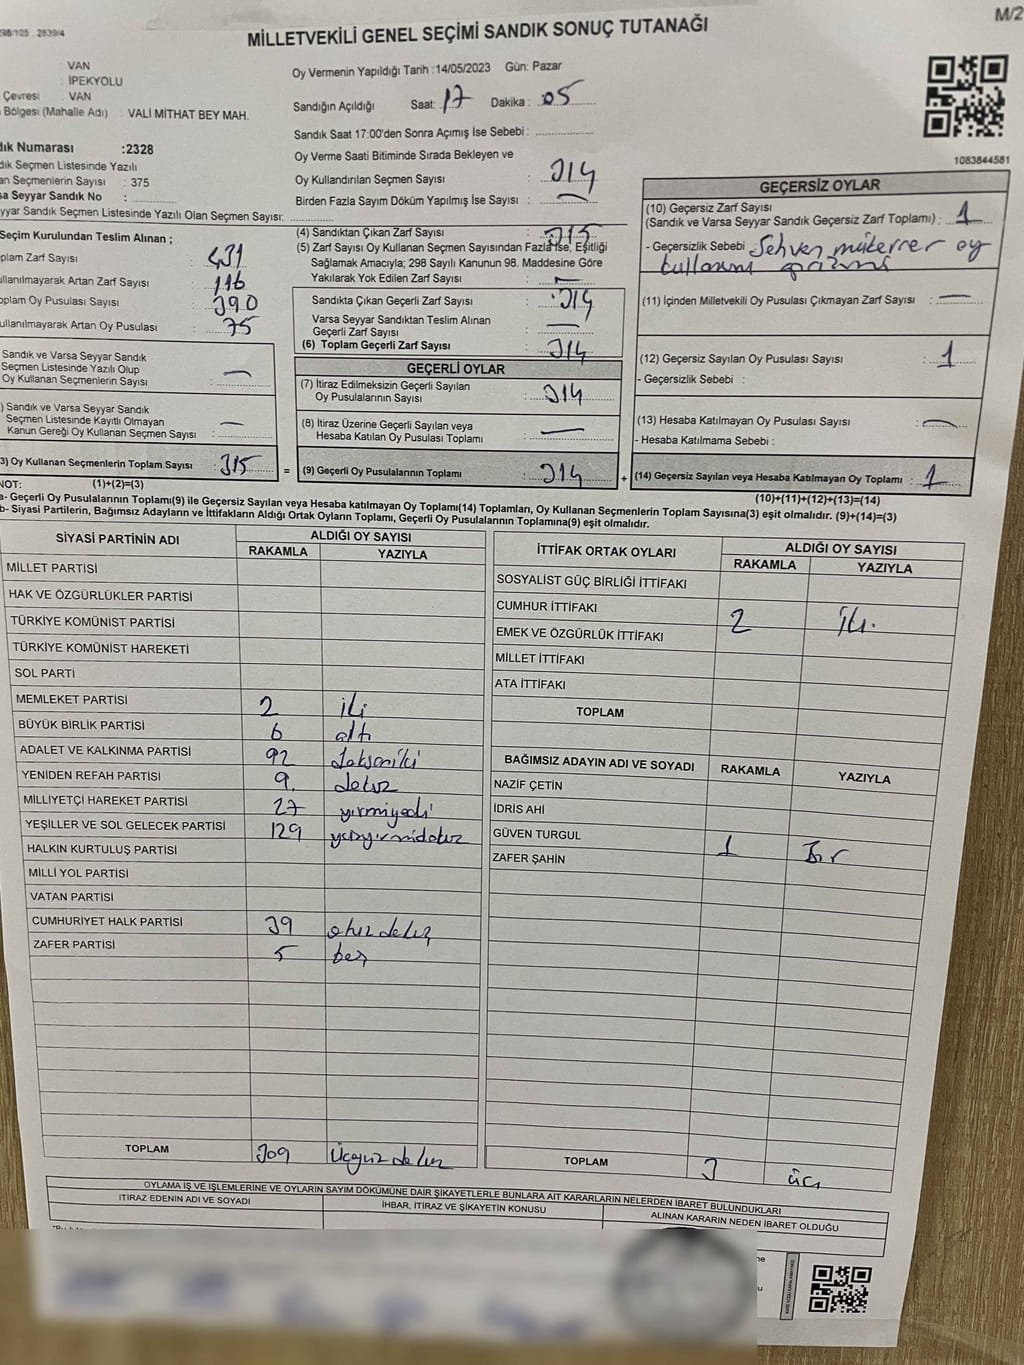 298/105 , 2839/4
M/2
MİLLETVEKİLİ GENEL SEÇİMİ SANDIK SONUÇ TUTANAĞI
VAN
İPEKYOLU
Çevresi : VAN
Bölgesi (Mahalle Adı) : VALİ MİTHAT BEY MAH.
Numarası :2328
Seçmen Listesinde Yazılı
Seçmenlerin Sayısı : 375
Seyyar Sandık No :
Seyyar Sandık Seçmen Listesinde Yazılı Olan Seçmen Sayısı:
Oy Vermenin Yapıldığı Tarih :14/05/2023 Gün: Pazar
Sandığın Açıldığı Saat: 17 Dakika : 05
Sandık Saat 17:00'den Sonra Açımış İse Sebebi :
Oy Verme Saati Bitiminde Sırada Bekleyen ve
Oy Kullandırılan Seçmen Sayısı : 314
Birden Fazla Sayım Döküm Yapılmış İse Sayısı : —
1083844581
Seçim Kurulundan Teslim Alınan ;
Zarf Sayısı : 431
Artan Zarf Sayısı : 116
Oy Pusulası Sayısı : 390
Artan Oy Pusulası : 75
Sandık ve Varsa Seyyar Sandık
Seçmen Listesinde Yazılı Olup
Oy Kullanan Seçmenlerin Sayısı : —
Sandık ve Varsa Seyyar Sandık
Seçmen Listesinde Kayıtlı Olmayan
Kanun Gereği Oy Kullanan Seçmen Sayısı : —
3) Oy Kullanan Seçmenlerin Toplam Sayısı : 315
(4) Sandıktan Çıkan Zarf Sayısı : 315
(5) Zarf Sayısı Oy Kullanan Seçmen Sayısından Fazla İse, Eşitliği
Sağlamak Amacıyla; 298 Sayılı Kanunun 98. Maddesine Göre
Yakılarak Yok Edilen Zarf Sayısı : —
Sandıkta Çıkan Geçerli Zarf Sayısı : 314
Varsa Seyyar Sandıktan Teslim Alınan
Geçerli Zarf Sayısı : —
(6) Toplam Geçerli Zarf Sayısı : 314
GEÇERLİ OYLAR
(7) İtiraz Edilmeksizin Geçerli Sayılan
Oy Pusulalarının Sayısı : 314
(8) İtiraz Üzerine Geçerli Sayılan veya
Hesaba Katılan Oy Pusulası Toplamı : —
= (9) Geçerli Oy Pusulalarının Toplamı : 314
GEÇERSİZ OYLAR
(10) Geçersiz Zarf Sayısı
(Sandık ve Varsa Seyyar Sandık Geçersiz Zarf Toplamı) : 1
- Geçersizlik Sebebi : Sehven mükerrer oy
kullanımı
(11) İçinden Milletvekili Oy Pusulası Çıkmayan Zarf Sayısı : —
(12) Geçersiz Sayılan Oy Pusulası Sayısı : 1
- Geçersizlik Sebebi :
(13) Hesaba Katılmayan Oy Pusulası Sayısı : —
- Hesaba Katılmama Sebebi :
+ (14) Geçersiz Sayılan veya Hesaba Katılmayan Oy Toplamı : 1
NOT: (1)+(2)=(3)
(10)+(11)+(12)+(13)=(14)
a- Geçerli Oy Pusulalarının Toplamı(9) ile Geçersiz Sayılan veya Hesaba katılmayan Oy Toplamı(14) Toplamları, Oy Kullanan Seçmenlerin Toplam Sayısına(3) eşit olmalıdır. (9)+(14)=(3)
b- Siyasi Partilerin, Bağımsız Adayların ve İttifakların Aldığı Ortak Oyların Toplamı, Geçerli Oy Pusulalarının Toplamına(9) eşit olmalıdır.
SİYASİ PARTİNİN ADI ALDIĞI OY SAYISI
RAKAMLA YAZIYLA
MİLLET PARTİSİ
HAK VE ÖZGÜRLÜKLER PARTİSİ
TÜRKİYE KOMÜNİST PARTİSİ
TÜRKİYE KOMÜNİST HAREKETİ
SOL PARTİ
MEMLEKET PARTİSİ 2 iki
BÜYÜK BİRLİK PARTİSİ 6 altı
ADALET VE KALKINMA PARTİSİ 92 doksaniki
YENİDEN REFAH PARTİSİ 9 dokuz
MİLLİYETÇİ HAREKET PARTİSİ 27 yirmiyedi
YEŞİLLER VE SOL GELECEK PARTİSİ 129 yüzyirmidokuz
HALKIN KURTULUŞ PARTİSİ
MİLLİ YOL PARTİSİ
VATAN PARTİSİ
CUMHURİYET HALK PARTİSİ 39 otuz dokuz
ZAFER PARTİSİ 5 beş
TOPLAM 309 Üçyüz dokuz
İTTİFAK ORTAK OYLARI ALDIĞI OY SAYISI
RAKAMLA YAZIYLA
SOSYALİST GÜÇ BİRLİĞİ İTTİFAKI
CUMHUR İTTİFAKI 2 iki.
EMEK VE ÖZGÜRLÜK İTTİFAKI
MİLLET İTTİFAKI
ATA İTTİFAKI
TOPLAM
BAĞIMSIZ ADAYIN ADI VE SOYADI RAKAMLA YAZIYLA
NAZİF ÇETİN
İDRİS AHİ
GÜVEN TURGUL 1 Bir
ZAFER ŞAHİN
TOPLAM 3 üç
OYLAMA İŞ VE İŞLEMLERİNE VE OYLARIN SAYIM DÖKÜMÜNE DAİR ŞİKAYETLERLE BUNLARA AİT KARARLARIN NELERDEN İBARET BULUNDUKLARI
İTİRAZ EDENİN ADI VE SOYADI İHBAR, İTİRAZ VE ŞİKAYETİN KONUSU ALINAN KARARIN NEDEN İBARET OLDUĞU